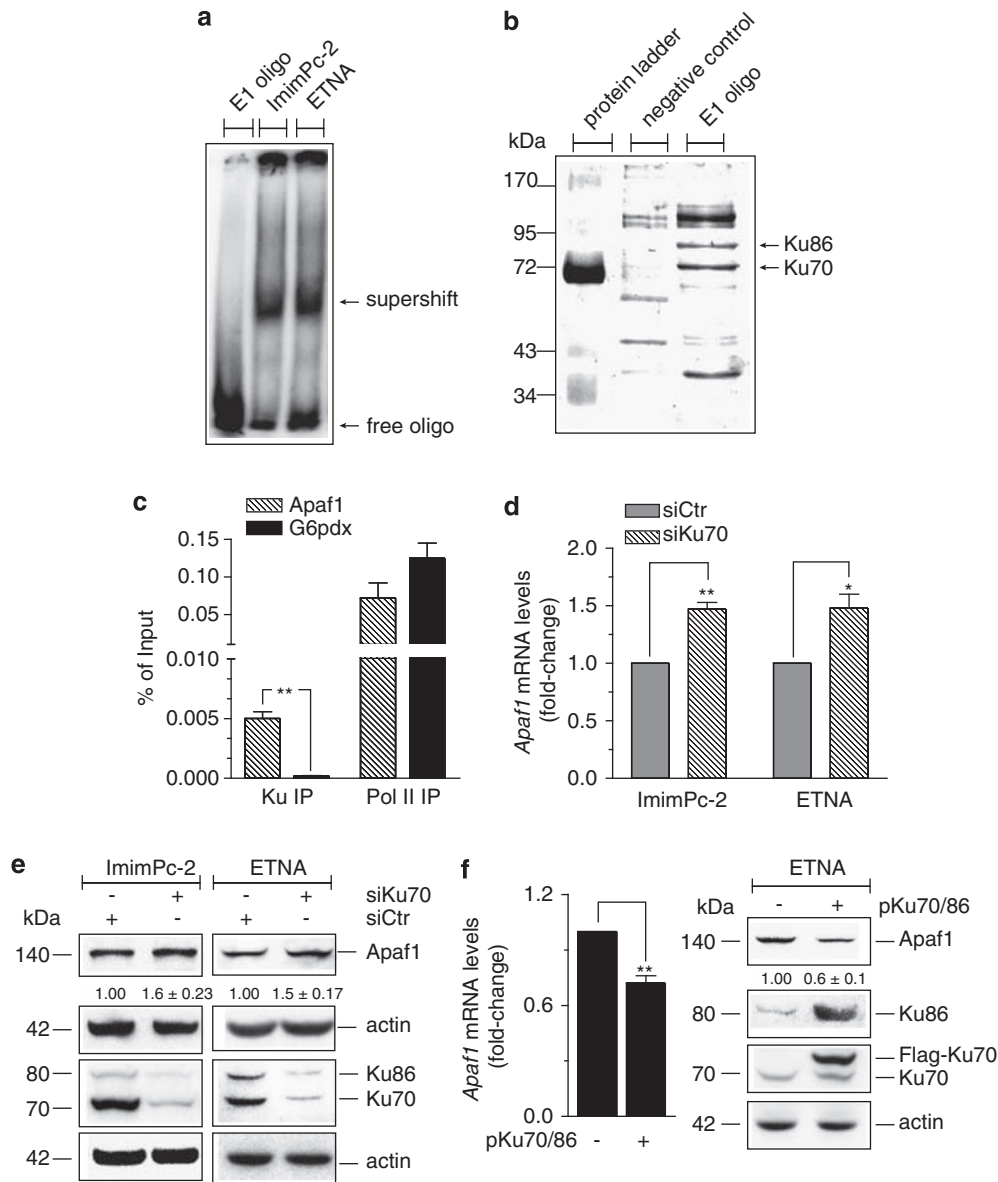 a
E1 oligo
ImimPc-2
ETNA
supershift
free oligo
b
protein ladder
negative control
E1 oligo
kDa
170
95
72
43
34
Ku86
Ku70
c
Apaf1
G6pdx
% of Input
0.15
0.10
0.05
0.010
0.005
0.000
**
Ku IP Pol II IP
d
siCtr
siKu70
Apaf1 mRNA levels
(fold-change)
2.0
1.5
1.0
0.5
0.0
** *
ImimPc-2 ETNA
e
ImimPc-2 ETNA
- + - + siKu70
kDa + - + - siCtr
140 Apaf1
1.00 1.6 ± 0.23 1.00 1.5 ± 0.17
42 actin
80 Ku86
70 Ku70
42 actin
f
Apaf1 mRNA levels
(fold-change)
1.2
0.6
0.0
**
pKu70/86 - +
ETNA
kDa - + pKu70/86
140 Apaf1
1.00 0.6 ± 0.1
80 Ku86
Flag-Ku70
70 Ku70
42 actin